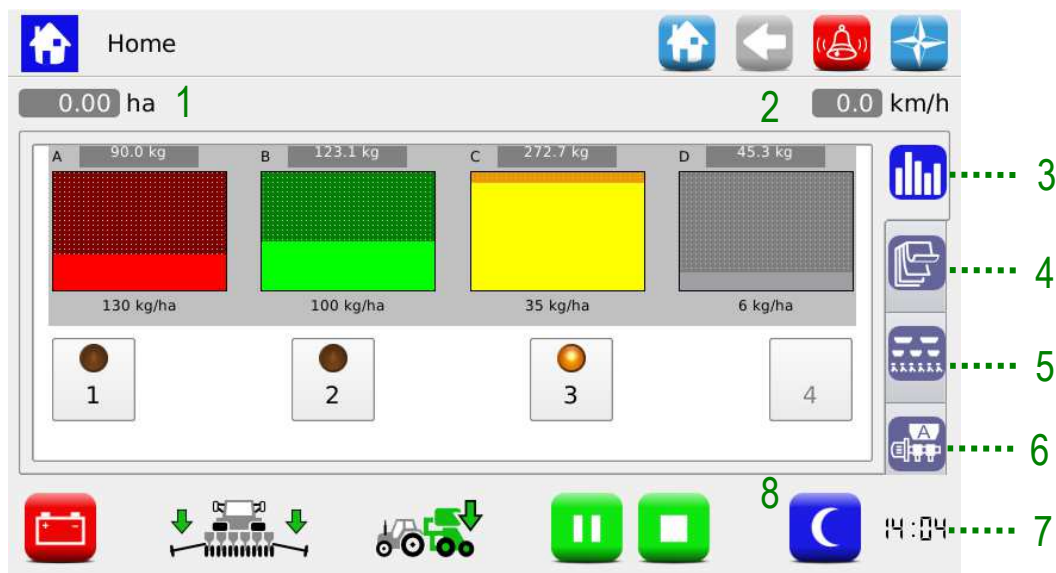 Home
0.00 ha 1 2 0.0 km/h
A 90.0 kg B 123.1 kg C 272.7 kg D 45.3 kg
3
4
130 kg/ha 100 kg/ha 35 kg/ha 6 kg/ha
5
1 2 3 4
A
6
8
14:04 7